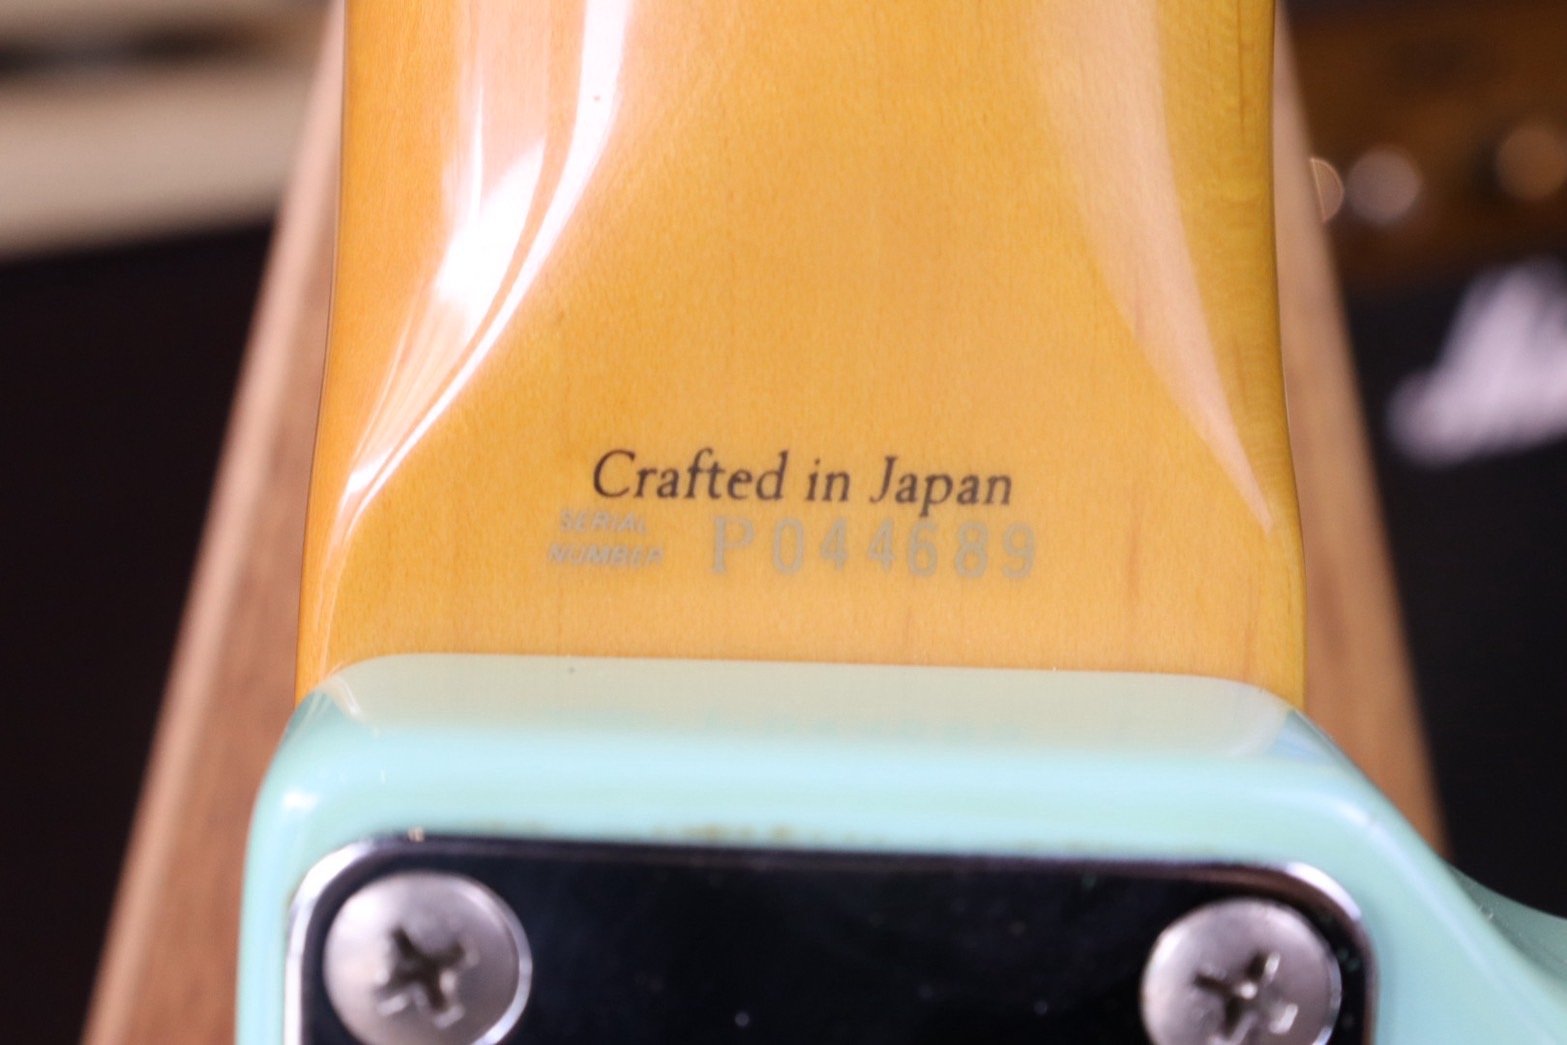 Crafted in Japan
SERIAL
NUMBER P044689